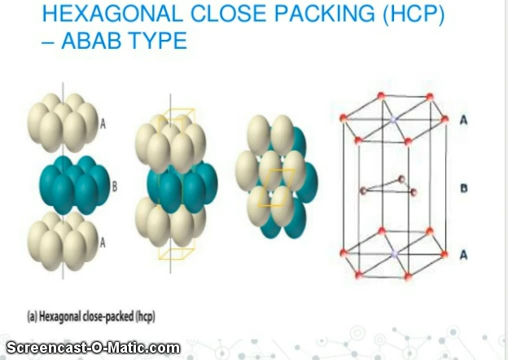 HEXAGONAL CLOSE PACKING (HCP)
– ABAB TYPE
A
B
A
A
B
A
(a) Hexagonal close-packed (hcp)
Screencast-O-Matic.com